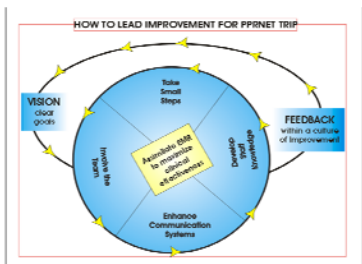 HOW TO LEAD IMPROVEMENT FOR PPRNET TRIP
Take
Small
Steps
VISION
clear
goals
FEEDBACK
within a culture
of improvement
Involve the
Team
Assimilate EMR
to maximize
clinical
effectiveness
Develop
Staff
Knowledge
Enhance
Communication
Systems